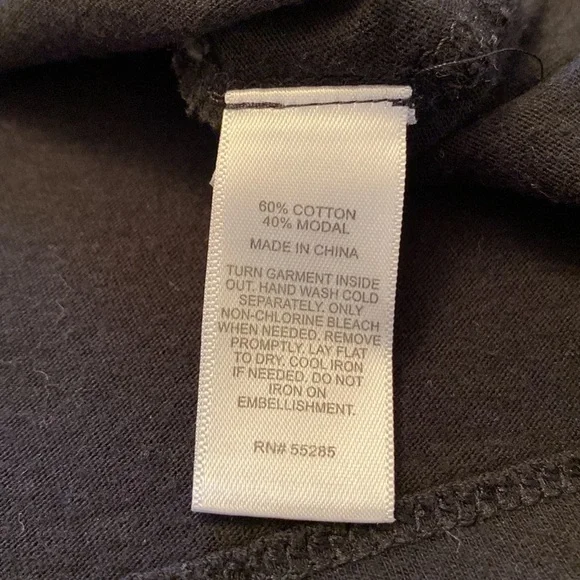 60% COTTON
40% MODAL
MADE IN CHINA
TURN GARMENT INSIDE
OUT. HAND WASH COLD
SEPARATELY. ONLY
NON-CHLORINE BLEACH
WHEN NEEDED. REMOVE
PROMPTLY. LAY FLAT
TO DRY. COOL IRON
IF NEEDED. DO NOT
IRON ON
EMBELLISHMENT.
RN# 55285